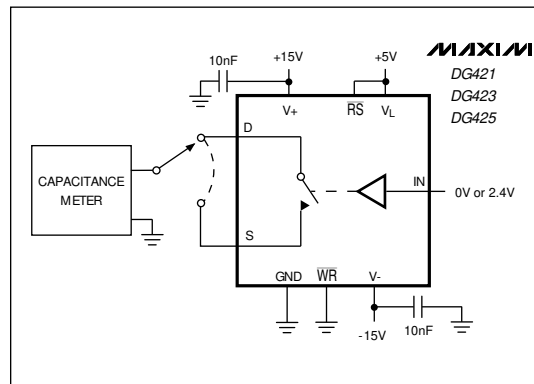 10nF
+15V
+5V
MAXIM
DG421
DG423
DG425
V+
RS
VL
D
CAPACITANCE
METER
IN
0V or 2.4V
S
GND
WR
V-
-15V
10nF